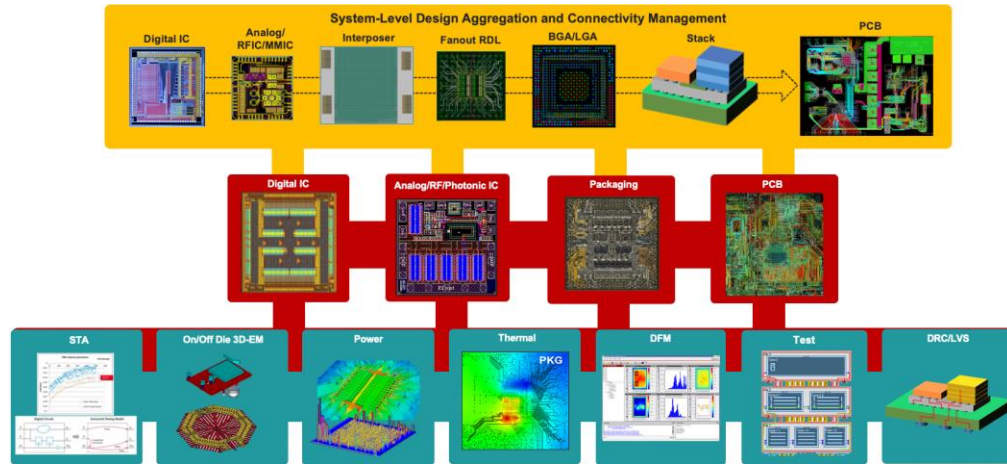 System-Level Design Aggregation and Connectivity Management
Digital IC
Analog/
RFIC/MMIC
Interposer
Fanout RDL
BGA/LGA
Stack
PCB
Digital IC
Analog/RF/Photonic IC
Packaging
PCB
STA
On/Off Die 3D-EM
Power
Thermal
PKG
DFM
Test
DRC/LVS